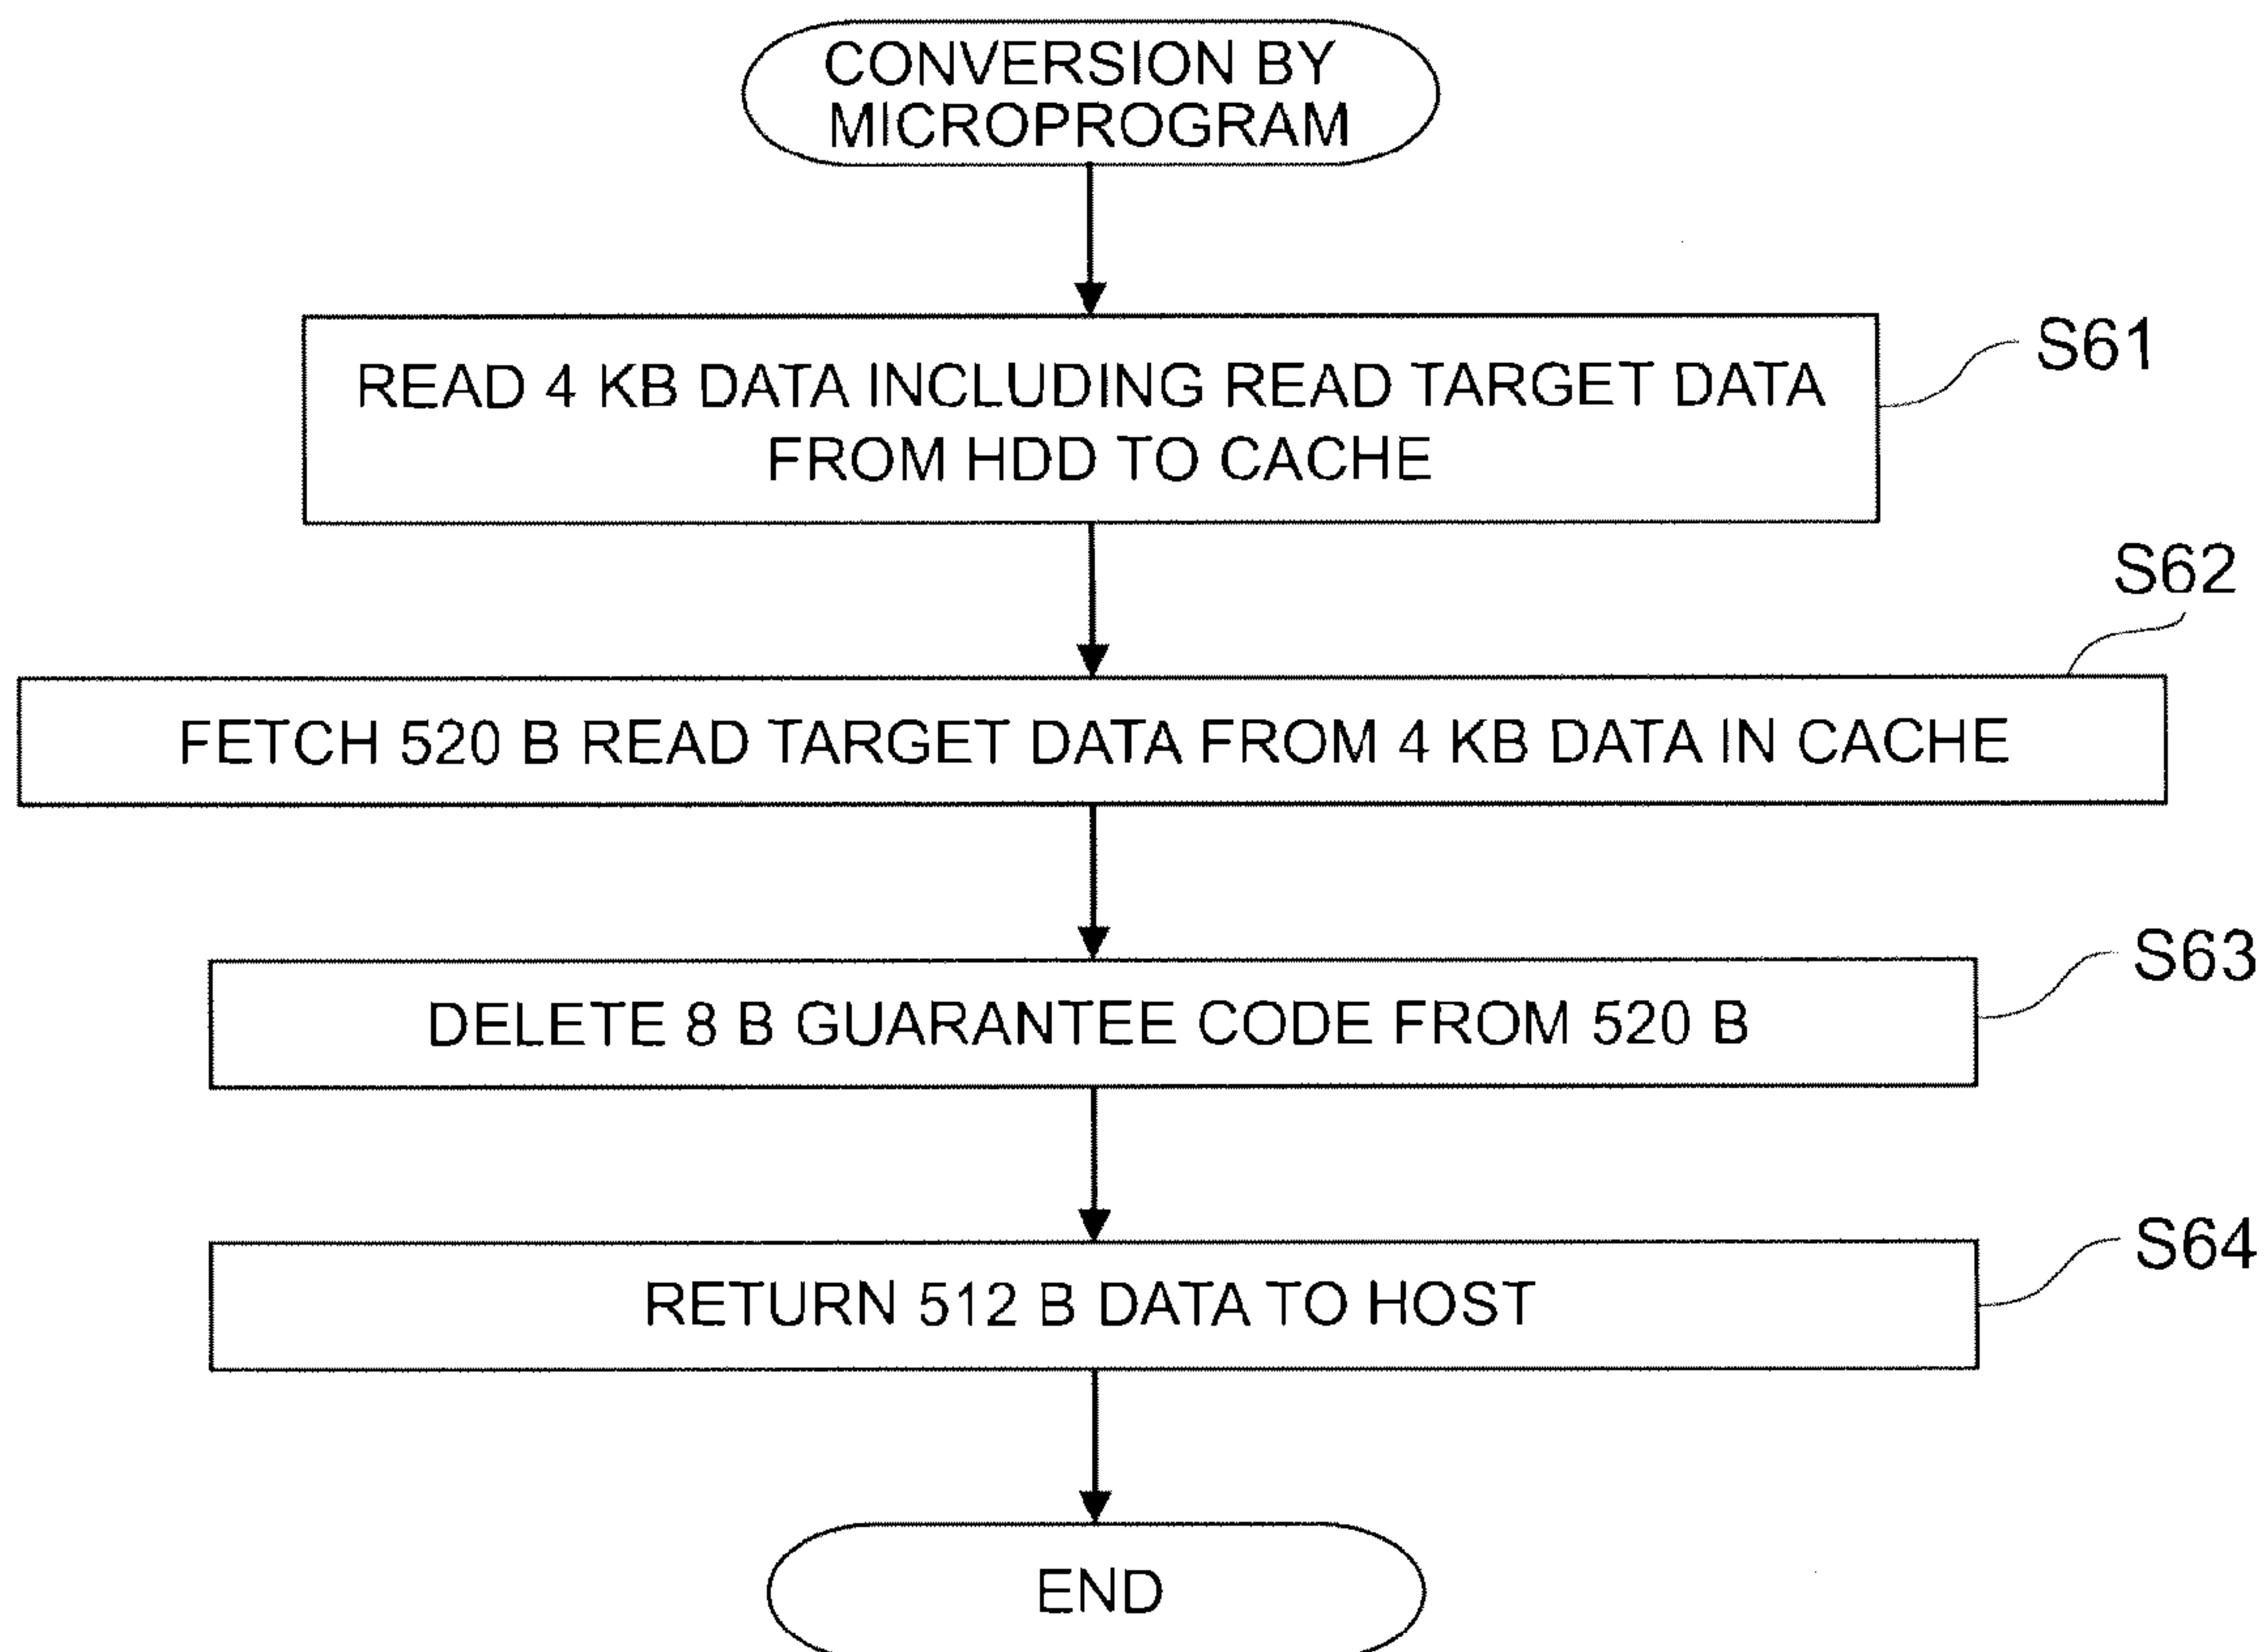 CONVERSION BY
MICROPROGRAM
READ 4 KB DATA INCLUDING READ TARGET DATA
FROM HDD TO CACHE
S61
S62
FETCH 520 B READ TARGET DATA FROM 4 KB DATA IN CACHE
S63
DELETE 8 B GUARANTEE CODE FROM 520 B
S64
RETURN 512 B DATA TO HOST
END